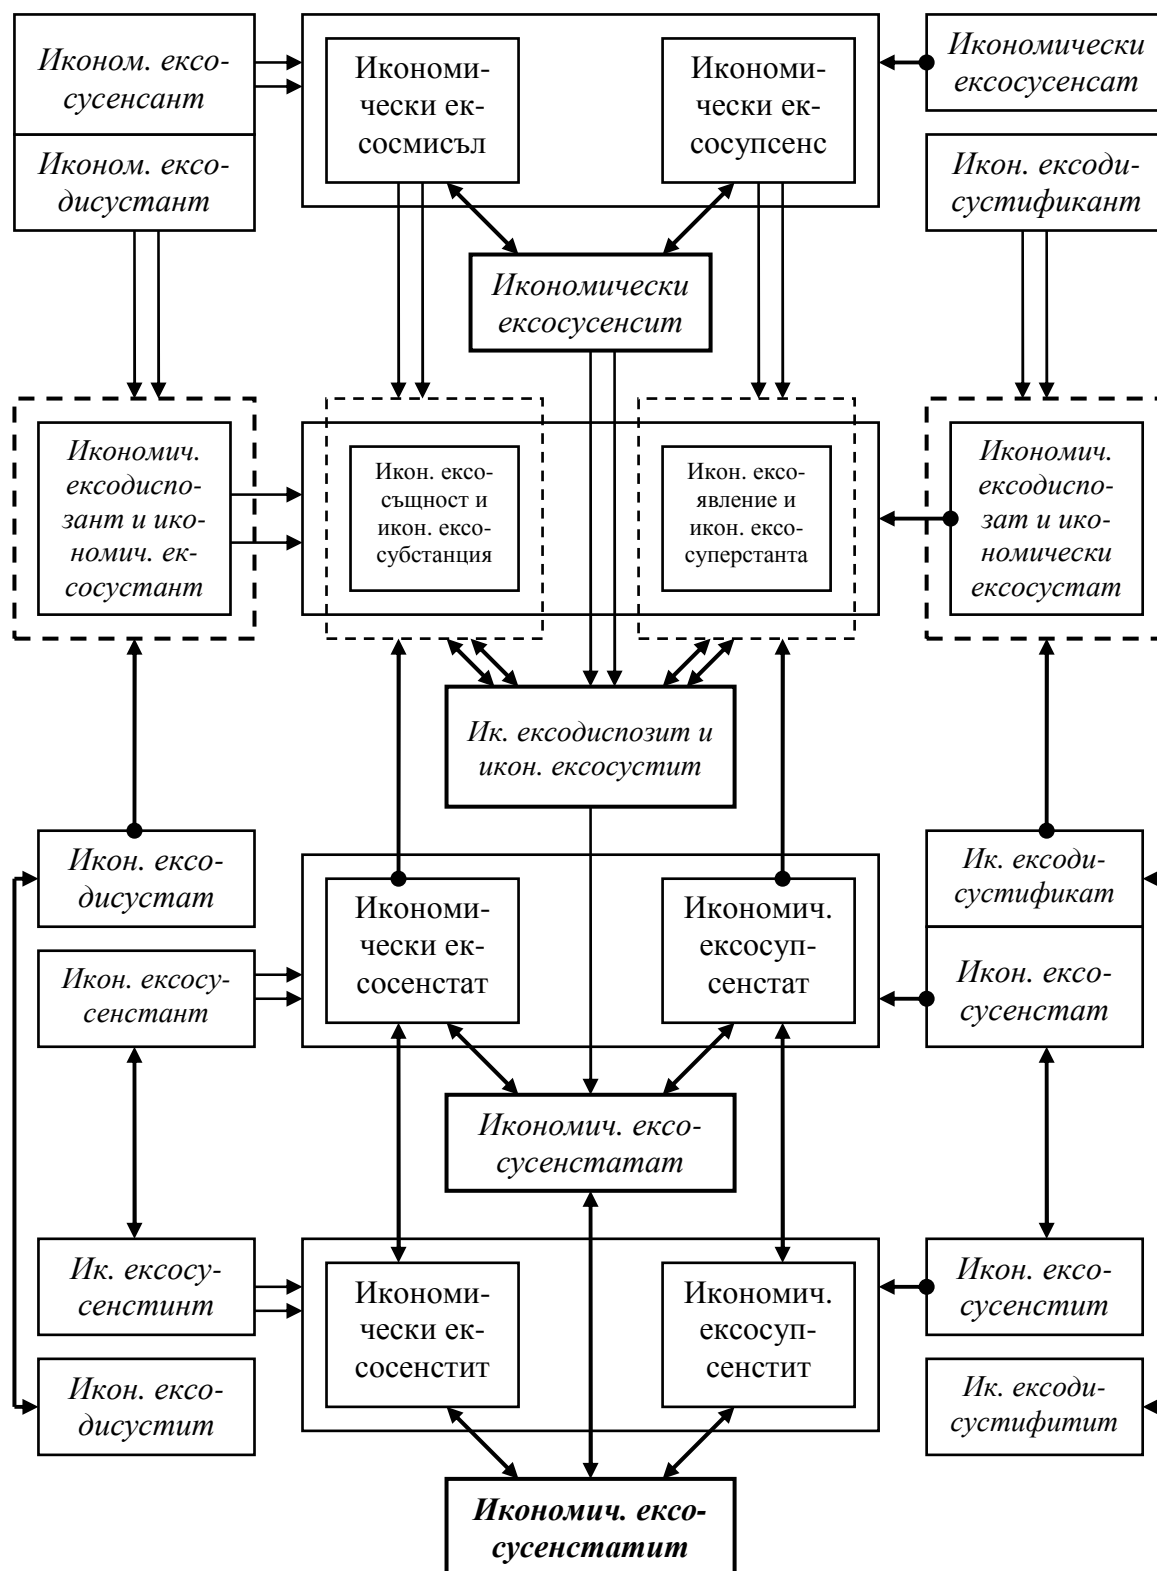 Иконом. ексо-
сусенсант
Иконом. ексо-
дисустант
Икономи-
чески ек-
сосмисъл
Икономи-
чески ек-
сосупсенс
Икономически
ексосусенсат
Икон. ексоди-
сустификант
Икономически
ексосусенсит
Икономич.
ексодиспо-
зант и ико-
номич. ек-
сосустант
Икон. ексо-
същност и
икон. ексо-
субстанция
Икон. ексо-
явление и
икон. ексо-
суперстанта
Икономич.
ексодиспо-
зат и ико-
номически
ексосустат
Ик. ексодиспозит и
икон. ексосустит
Икон. ексо-
дисустат
Икон. ексосу-
сенстант
Икономи-
чески ек-
сосенстат
Икономич.
ексосуп-
сенстат
Ик. ексоди-
сустификат
Икон. ексо-
сусенстат
Икономич. ексо-
сусенстатат
Ик. ексосу-
сенстинт
Икон. ексо-
дисустит
Икономи-
чески ек-
сосенстит
Икономич.
ексосуп-
сенстит
Икон. ексо-
сусенстит
Ик. ексоди-
сустифитит
Икономич. ексо-
сусенстатит